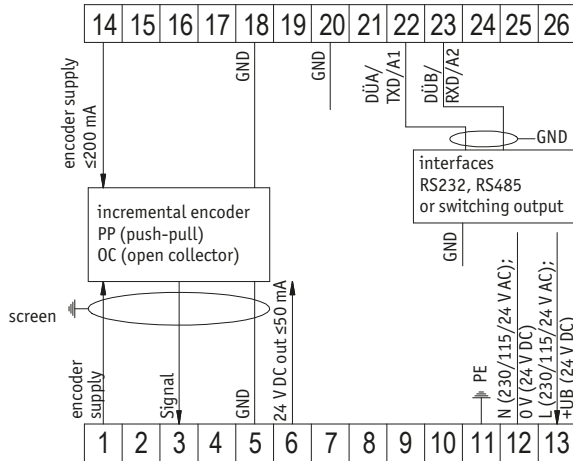 14 15 16 17 18 19 20 21 22 23 24 25 26
encoder supply
≤200 mA
GND
GND
DÜA/
TXD/A1
DÜB/
RXD/A2
GND
interfaces
RS232, RS485
or switching output
incremental encoder
PP (push-pull)
OC (open collector)
GND
screen
encoder
supply
Signal
GND
24 V DC out ≤50 mA
PE
N (230/115/24 V AC);
0 V (24 V DC)
L (230/115/24 V AC);
+UB (24 V DC)
1 2 3 4 5 6 7 8 9 10 11 12 13